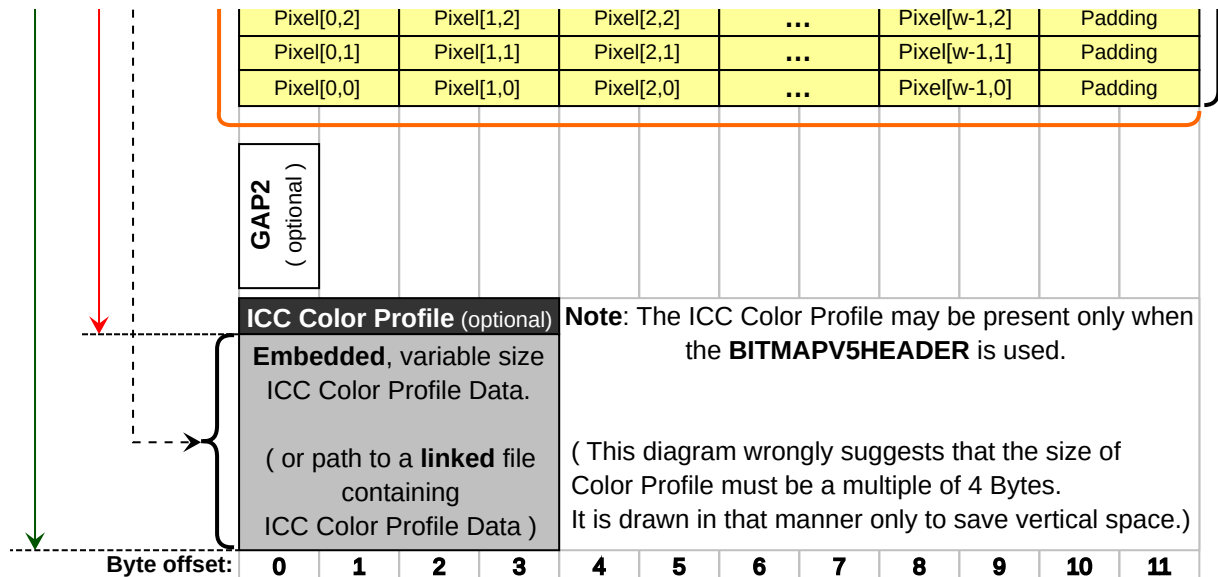 Pixel[0,2] Pixel[1,2] Pixel[2,2] ... Pixel[w-1,2] Padding
Pixel[0,1] Pixel[1,1] Pixel[2,1] ... Pixel[w-1,1] Padding
Pixel[0,0] Pixel[1,0] Pixel[2,0] ... Pixel[w-1,0] Padding
GAP2
( optional )
ICC Color Profile (optional)
Embedded, variable size
ICC Color Profile Data.
( or path to a linked file
containing
ICC Color Profile Data )
Note: The ICC Color Profile may be present only when
the BITMAPV5HEADER is used.
( This diagram wrongly suggests that the size of
Color Profile must be a multiple of 4 Bytes.
It is drawn in that manner only to save vertical space.)
Byte offset: 0 1 2 3 4 5 6 7 8 9 10 11